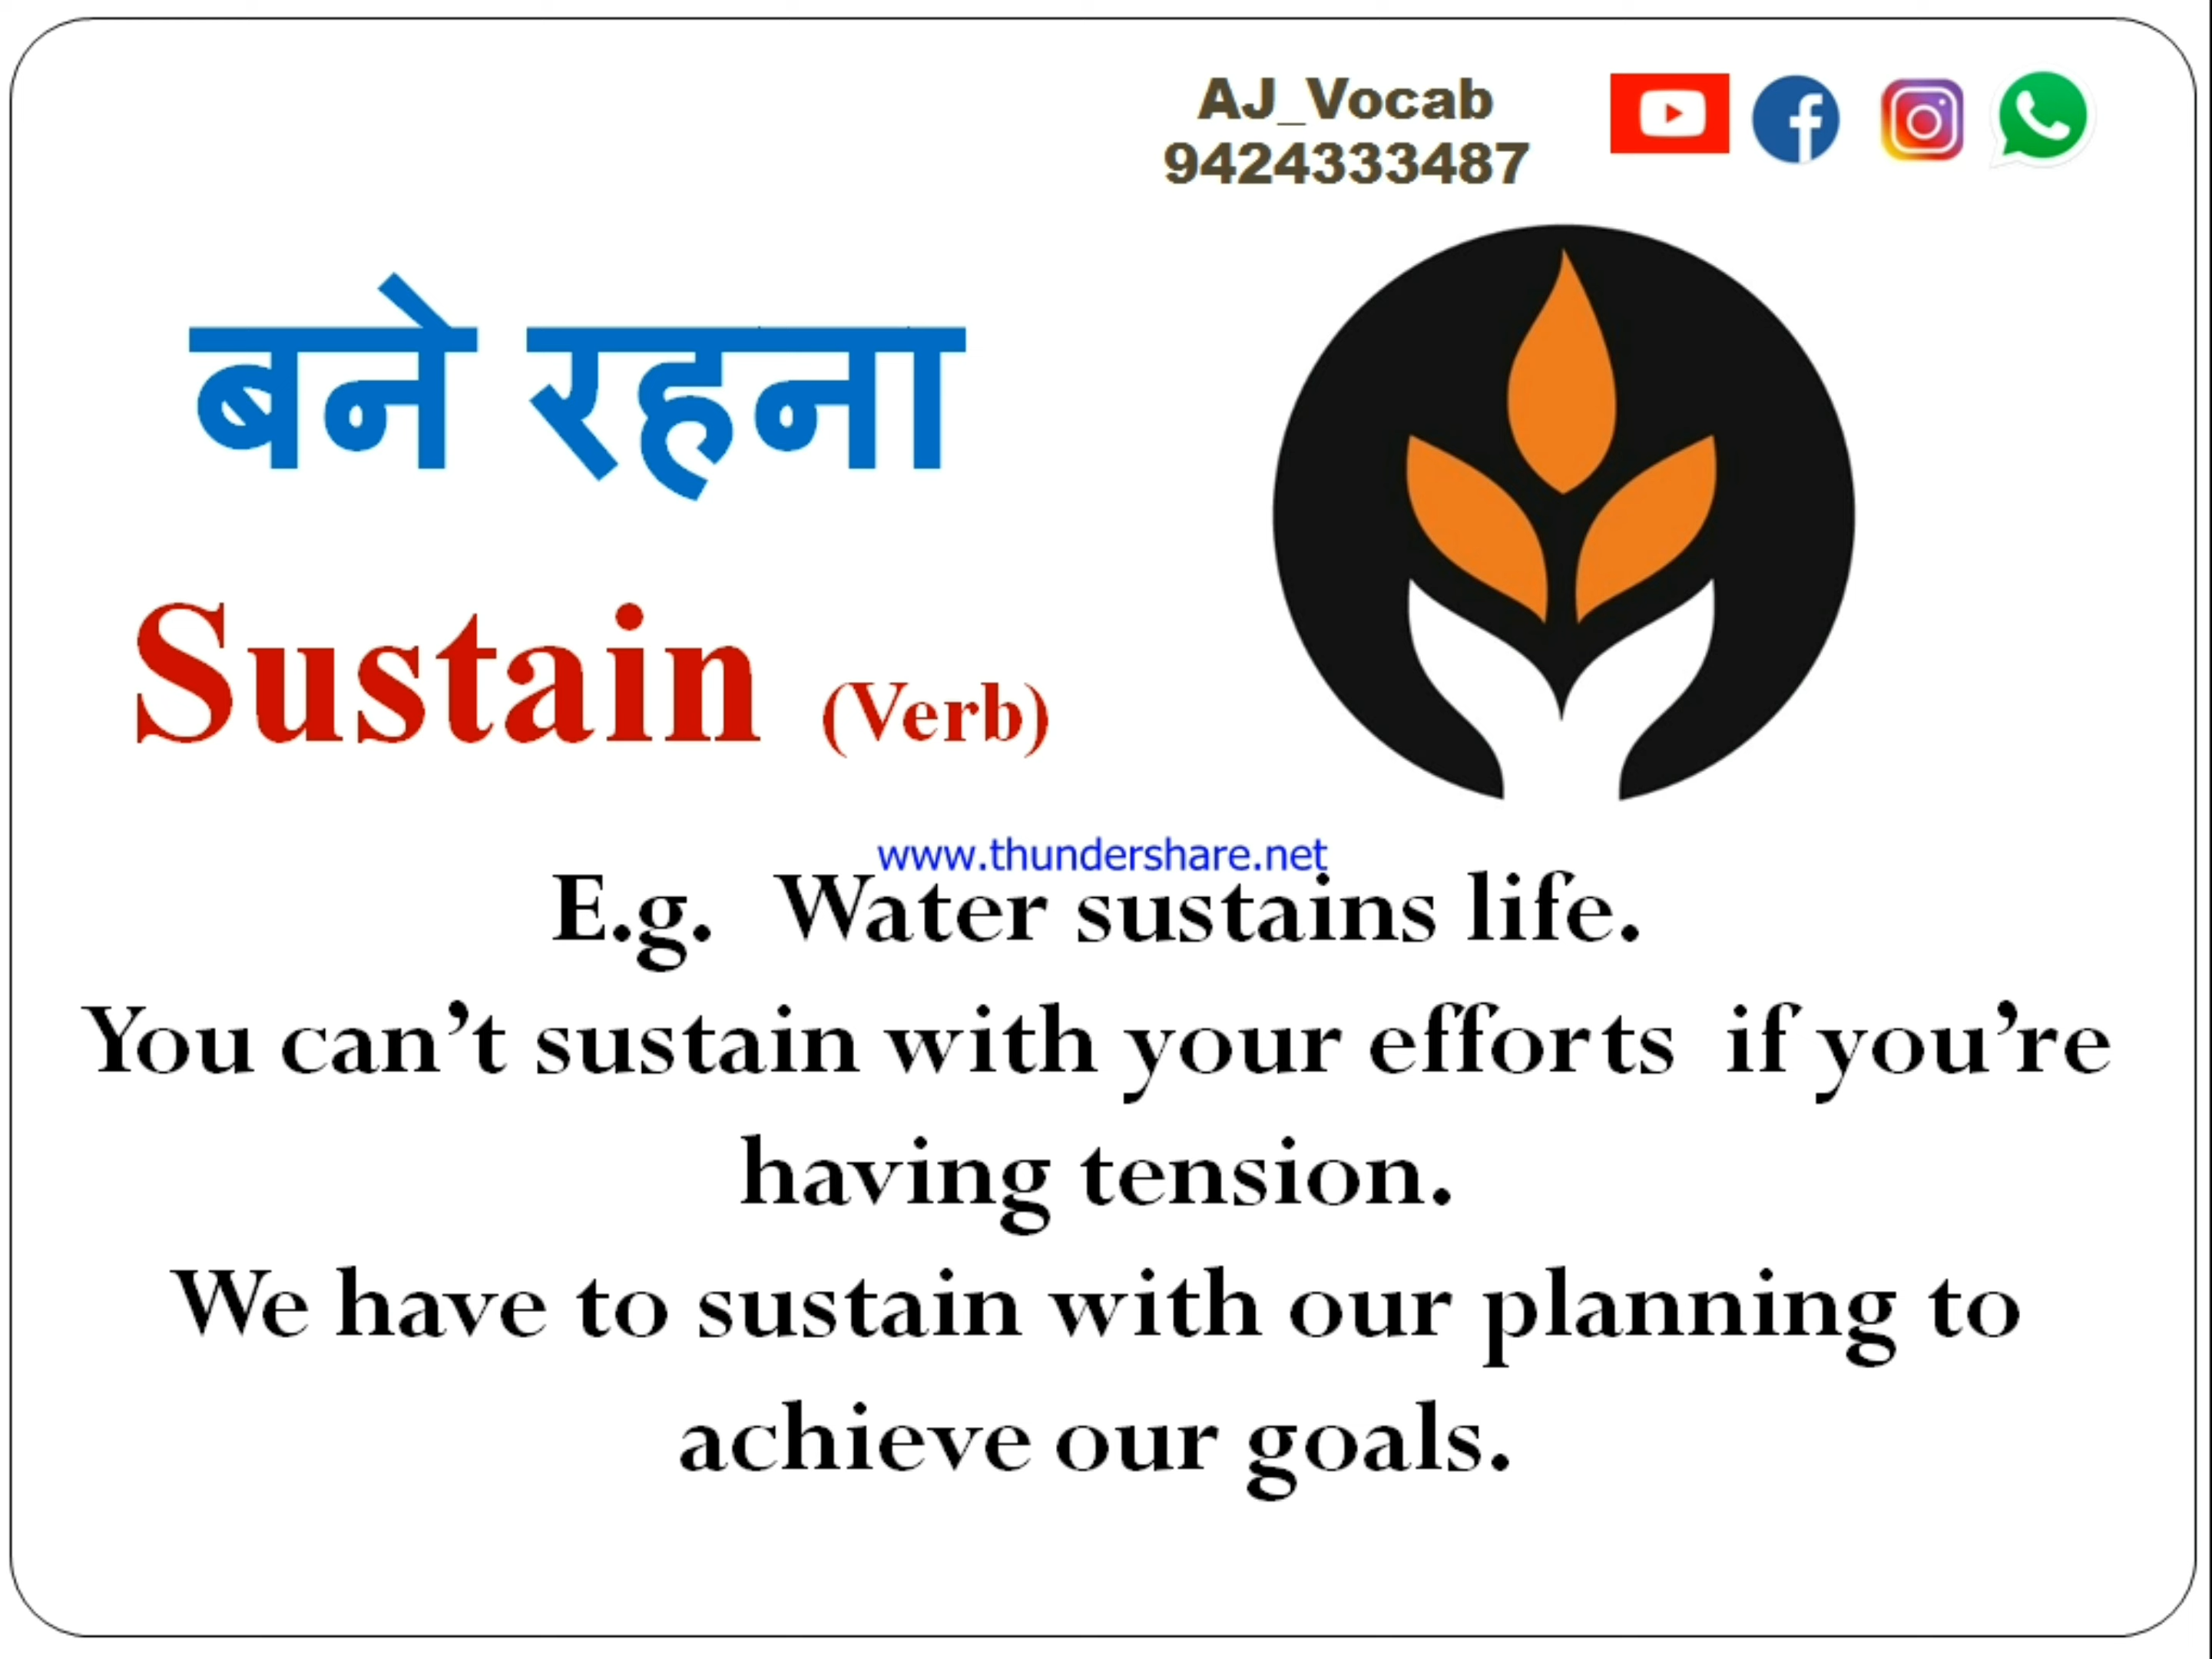 AJ_Vocab
9424333487
बने रहना
Sustain (Verb)
www.thundershare.net
E.g. Water sustains life.
You can’t sustain with your efforts if you’re
having tension.
We have to sustain with our planning to
achieve our goals.